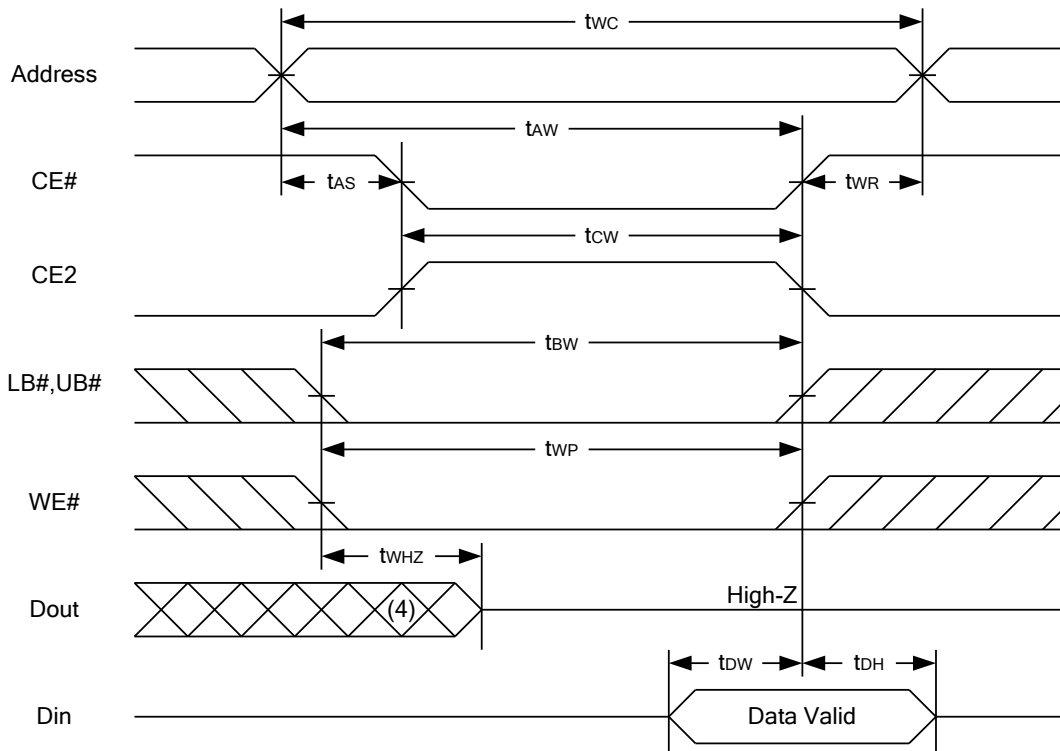 tWC
Address
tAW
CE#
tAS
tWR
tCW
CE2
tBW
LB#,UB#
tWP
WE#
tWHZ
Dout
(4)
High-Z
tDW
tDH
Din
Data Valid